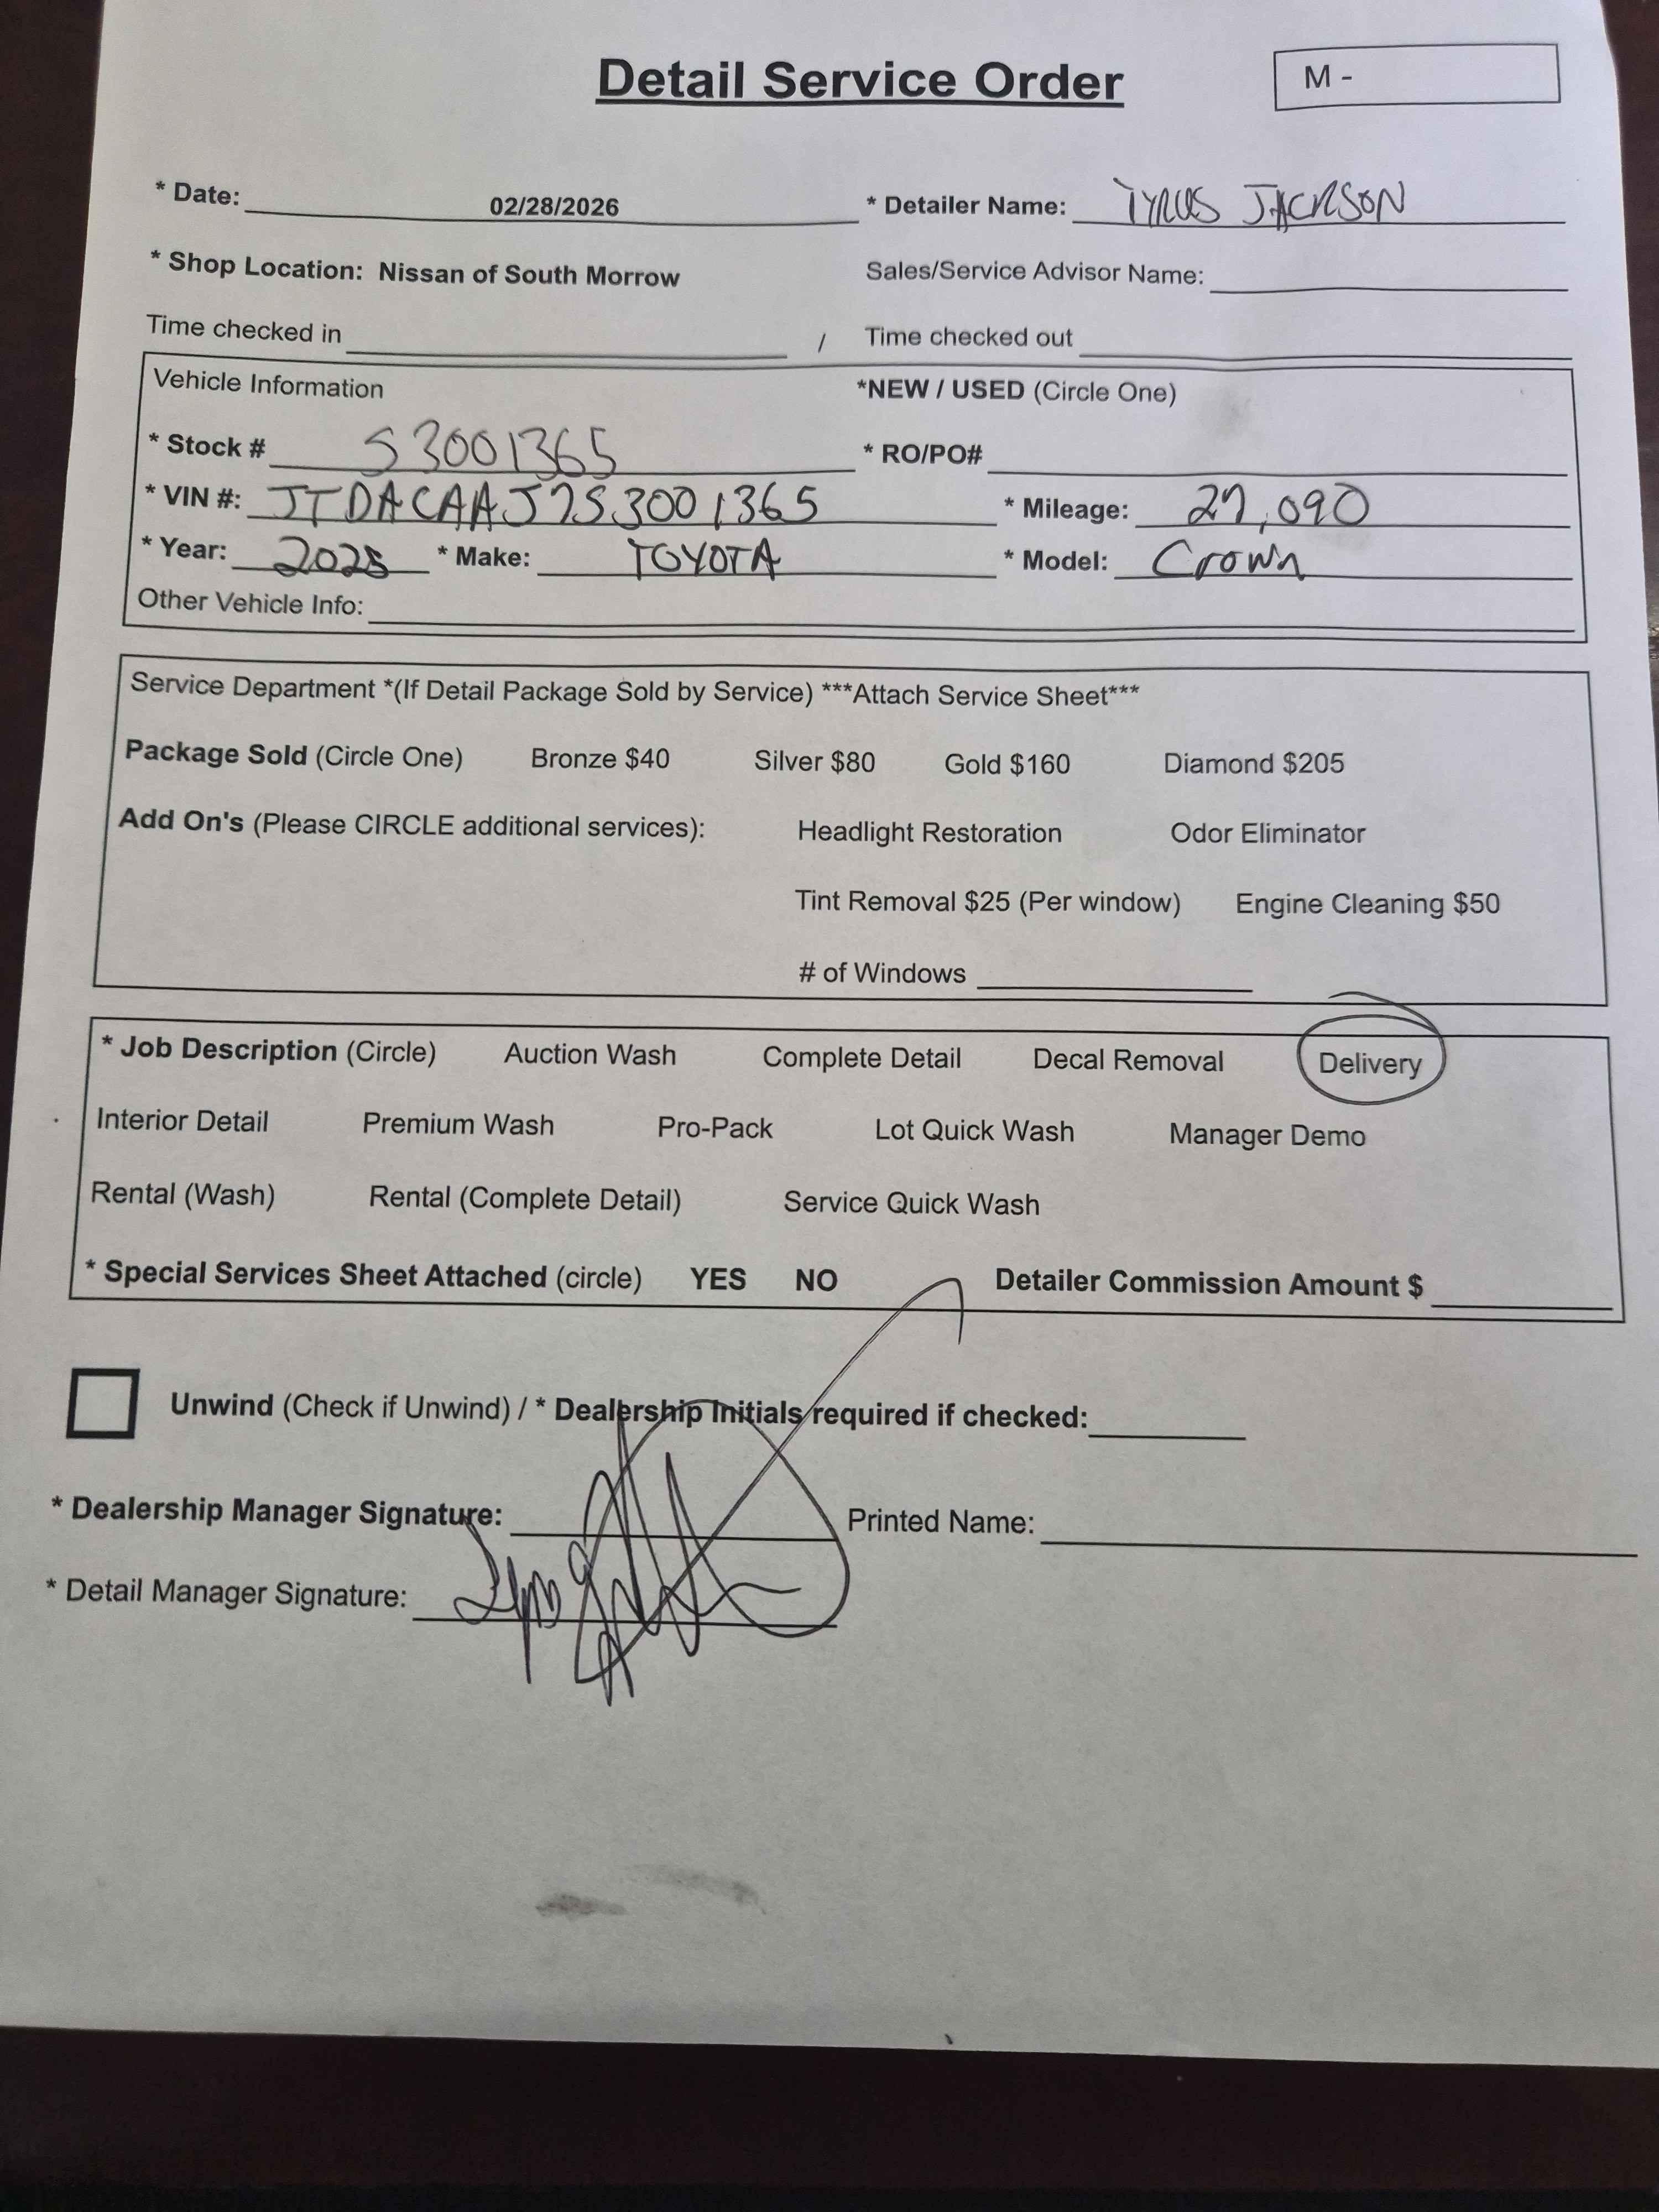 Detail Service Order
M -
* Date: 02/28/2026 * Detailer Name: TYRUS JACKSON
* Shop Location: Nissan of South Morrow Sales/Service Advisor Name:
Time checked in / Time checked out
Vehicle Information *NEW / USED (Circle One)
* Stock # S3001365 * RO/PO#
* VIN #: JTDACAAJ7S3001365 * Mileage: 27,090
* Year: 2025 * Make: TOYOTA * Model: Crown
Other Vehicle Info:
Service Department *(If Detail Package Sold by Service) ***Attach Service Sheet***
Package Sold (Circle One) Bronze $40 Silver $80 Gold $160 Diamond $205
Add On's (Please CIRCLE additional services): Headlight Restoration Odor Eliminator
Tint Removal $25 (Per window) Engine Cleaning $50
# of Windows
* Job Description (Circle) Auction Wash Complete Detail Decal Removal Delivery
Interior Detail Premium Wash Pro-Pack Lot Quick Wash Manager Demo
Rental (Wash) Rental (Complete Detail) Service Quick Wash
* Special Services Sheet Attached (circle) YES NO Detailer Commission Amount $
Unwind (Check if Unwind) / * Dealership Initials required if checked:
* Dealership Manager Signature: Printed Name:
* Detail Manager Signature: